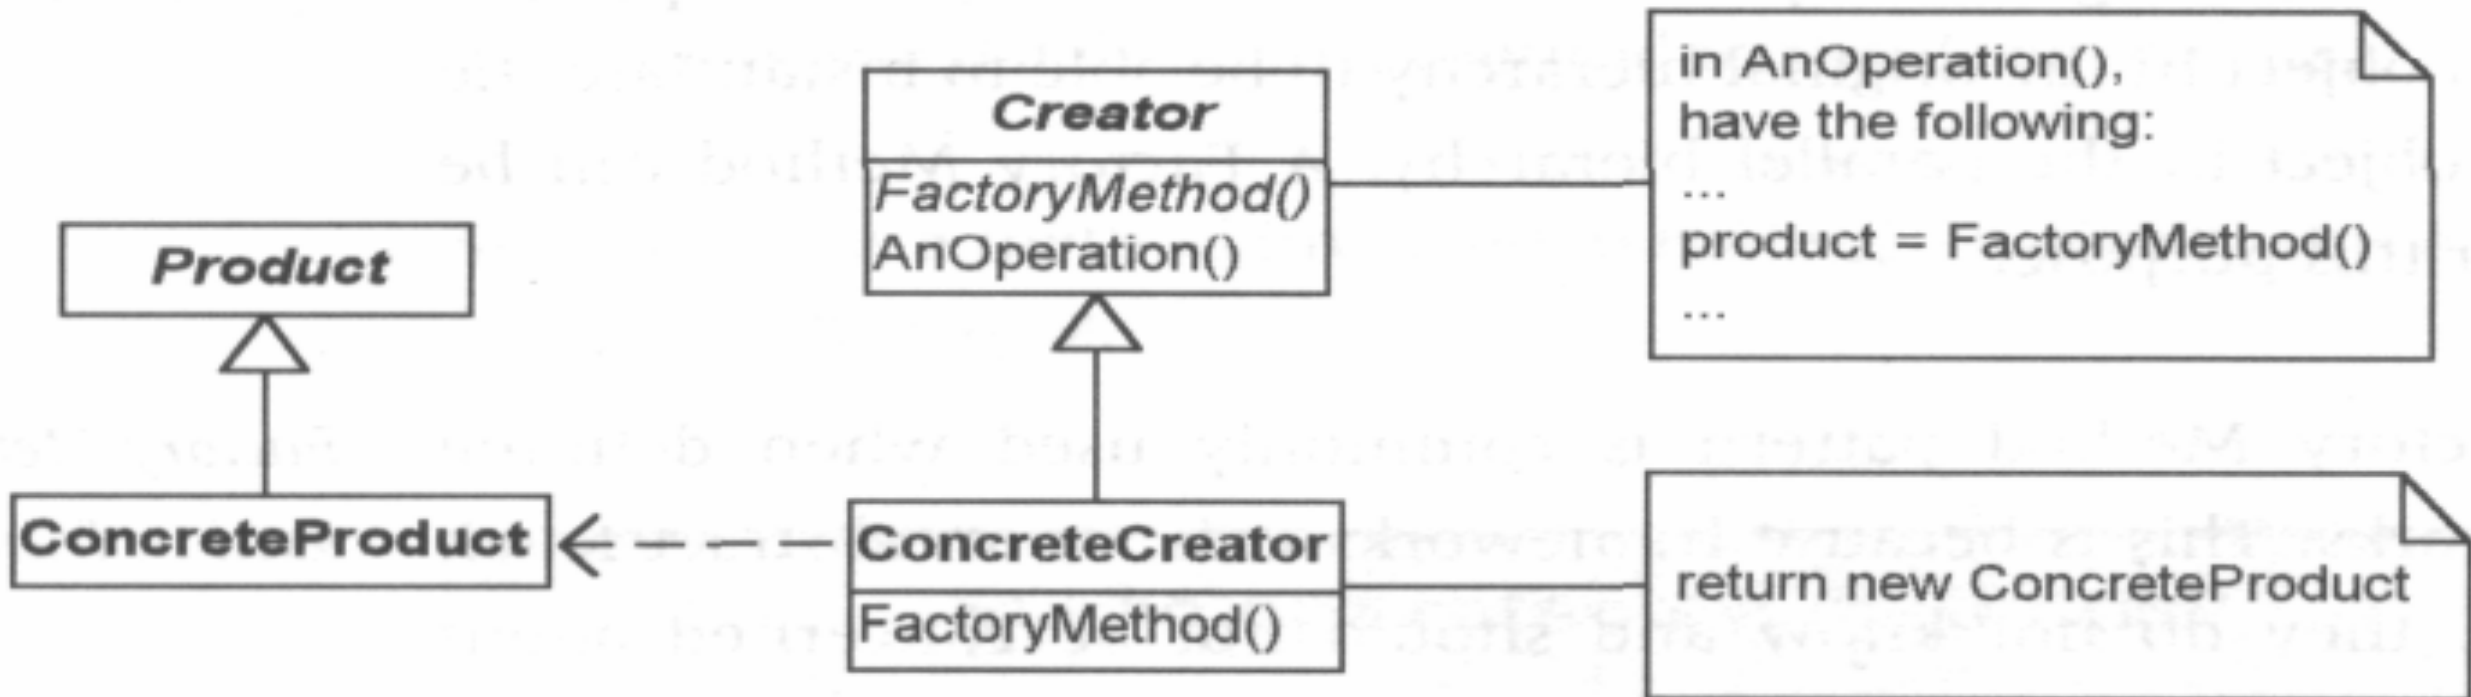 Product
ConcreteProduct
Creator
FactoryMethod()
AnOperation()
ConcreteCreator
FactoryMethod()
in AnOperation(),
have the following:
...
product = FactoryMethod()
...
return new ConcreteProduct